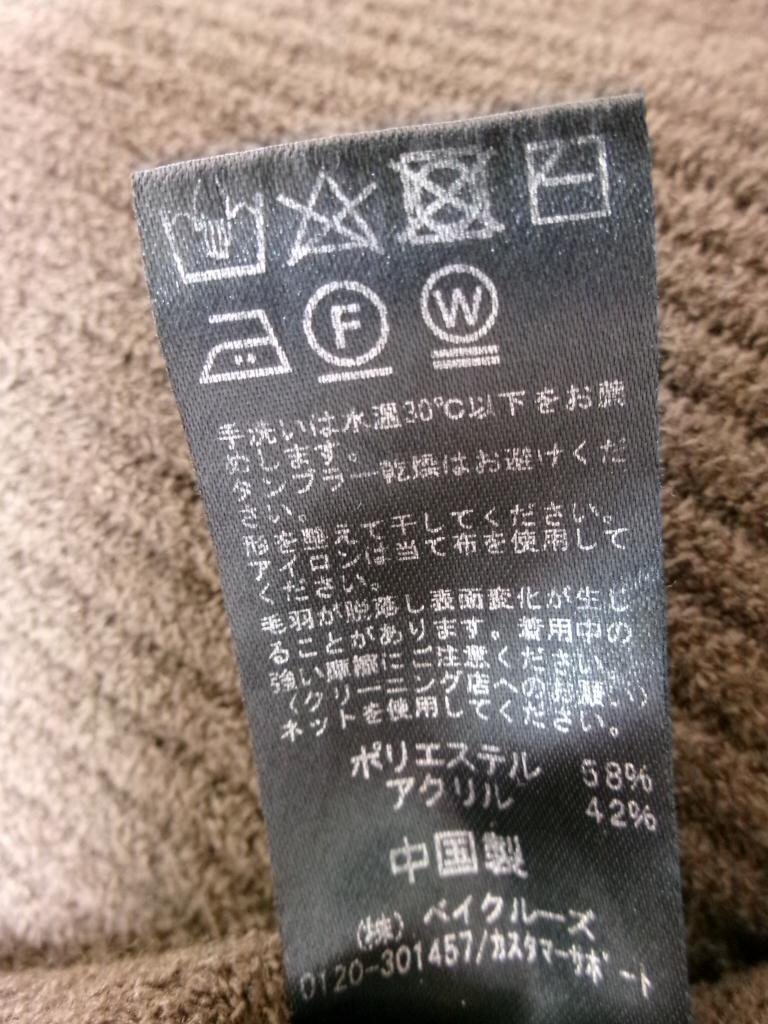 F W
手洗いは水温30℃以下をお薦
めします。
タンブラー乾燥はお避けくだ
さい。
形を整えて干してください。
アイロンは当て布を使用して
ください。
毛羽が脱落し表面変化が生じ
ることがあります。着用中の
強い摩擦にご注意ください。
(クリーニング店へのお願い)
ネットを使用してください。
ポリエステル 58%
アクリル 42%
中国製
(株) ベイクルーズ
0120-301457/カスタマーサポート